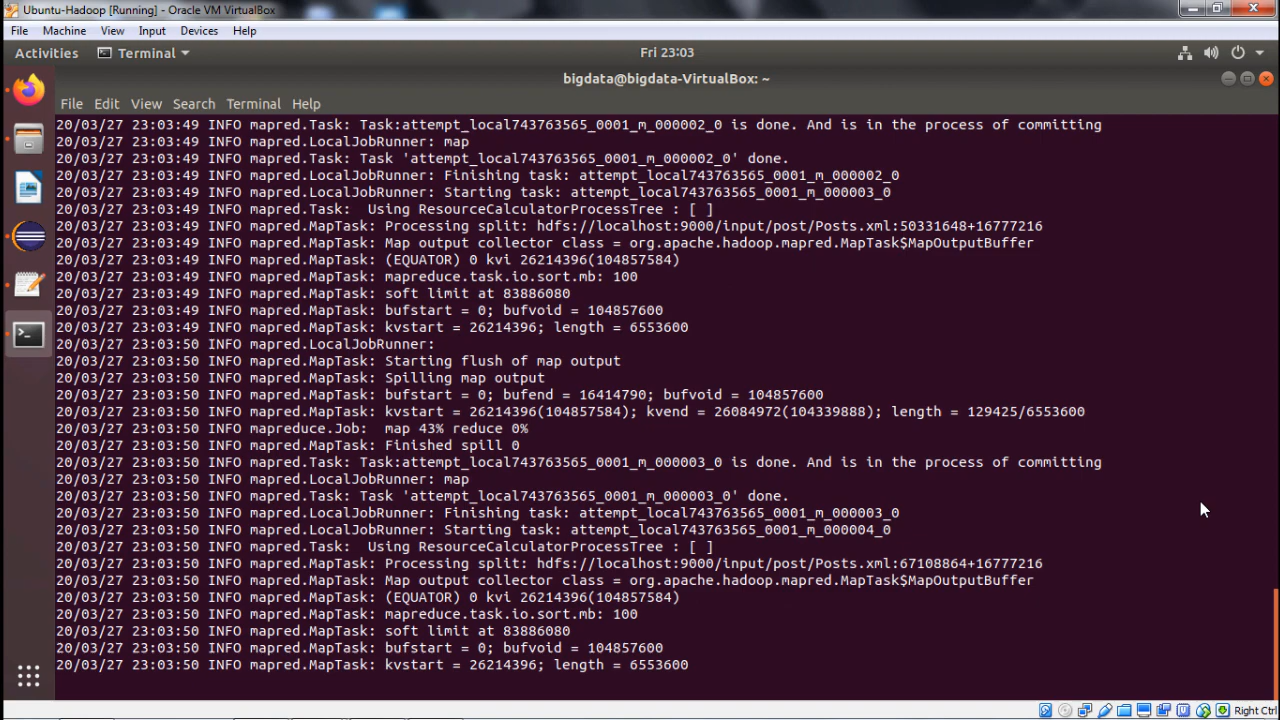 Ubuntu-Hadoop [Running] - Oracle VM VirtualBox
File Machine View Input Devices Help
Activities Terminal Fri 23:03
bigdata@bigdata-VirtualBox: ~
File Edit View Search Terminal Help
20/03/27 23:03:49 INFO mapred.Task: Task:attempt_local743763565_0001_m_000002_0 is done. And is in the process of committing
20/03/27 23:03:49 INFO mapred.LocalJobRunner: map
20/03/27 23:03:49 INFO mapred.Task: Task 'attempt_local743763565_0001_m_000002_0' done.
20/03/27 23:03:49 INFO mapred.LocalJobRunner: Finishing task: attempt_local743763565_0001_m_000002_0
20/03/27 23:03:49 INFO mapred.LocalJobRunner: Starting task: attempt_local743763565_0001_m_000003_0
20/03/27 23:03:49 INFO mapred.Task:  Using ResourceCalculatorProcessTree : [ ]
20/03/27 23:03:49 INFO mapred.MapTask: Processing split: hdfs://localhost:9000/input/post/Posts.xml:50331648+16777216
20/03/27 23:03:49 INFO mapred.MapTask: Map output collector class = org.apache.hadoop.mapred.MapTask$MapOutputBuffer
20/03/27 23:03:49 INFO mapred.MapTask: (EQUATOR) 0 kvi 26214396(104857584)
20/03/27 23:03:49 INFO mapred.MapTask: mapreduce.task.io.sort.mb: 100
20/03/27 23:03:49 INFO mapred.MapTask: soft limit at 83886080
20/03/27 23:03:49 INFO mapred.MapTask: bufstart = 0; bufvoid = 104857600
20/03/27 23:03:49 INFO mapred.MapTask: kvstart = 26214396; length = 6553600
20/03/27 23:03:50 INFO mapred.LocalJobRunner:
20/03/27 23:03:50 INFO mapred.MapTask: Starting flush of map output
20/03/27 23:03:50 INFO mapred.MapTask: Spilling map output
20/03/27 23:03:50 INFO mapred.MapTask: bufstart = 0; bufend = 16414790; bufvoid = 104857600
20/03/27 23:03:50 INFO mapred.MapTask: kvstart = 26214396(104857584); kvend = 26084972(104339888); length = 129425/6553600
20/03/27 23:03:50 INFO mapreduce.Job:  map 43% reduce 0%
20/03/27 23:03:50 INFO mapred.MapTask: Finished spill 0
20/03/27 23:03:50 INFO mapred.Task: Task:attempt_local743763565_0001_m_000003_0 is done. And is in the process of committing
20/03/27 23:03:50 INFO mapred.LocalJobRunner: map
20/03/27 23:03:50 INFO mapred.Task: Task 'attempt_local743763565_0001_m_000003_0' done.
20/03/27 23:03:50 INFO mapred.LocalJobRunner: Finishing task: attempt_local743763565_0001_m_000003_0
20/03/27 23:03:50 INFO mapred.LocalJobRunner: Starting task: attempt_local743763565_0001_m_000004_0
20/03/27 23:03:50 INFO mapred.Task:  Using ResourceCalculatorProcessTree : [ ]
20/03/27 23:03:50 INFO mapred.MapTask: Processing split: hdfs://localhost:9000/input/post/Posts.xml:67108864+16777216
20/03/27 23:03:50 INFO mapred.MapTask: Map output collector class = org.apache.hadoop.mapred.MapTask$MapOutputBuffer
20/03/27 23:03:50 INFO mapred.MapTask: (EQUATOR) 0 kvi 26214396(104857584)
20/03/27 23:03:50 INFO mapred.MapTask: mapreduce.task.io.sort.mb: 100
20/03/27 23:03:50 INFO mapred.MapTask: soft limit at 83886080
20/03/27 23:03:50 INFO mapred.MapTask: bufstart = 0; bufvoid = 104857600
20/03/27 23:03:50 INFO mapred.MapTask: kvstart = 26214396; length = 6553600
Right Ctrl